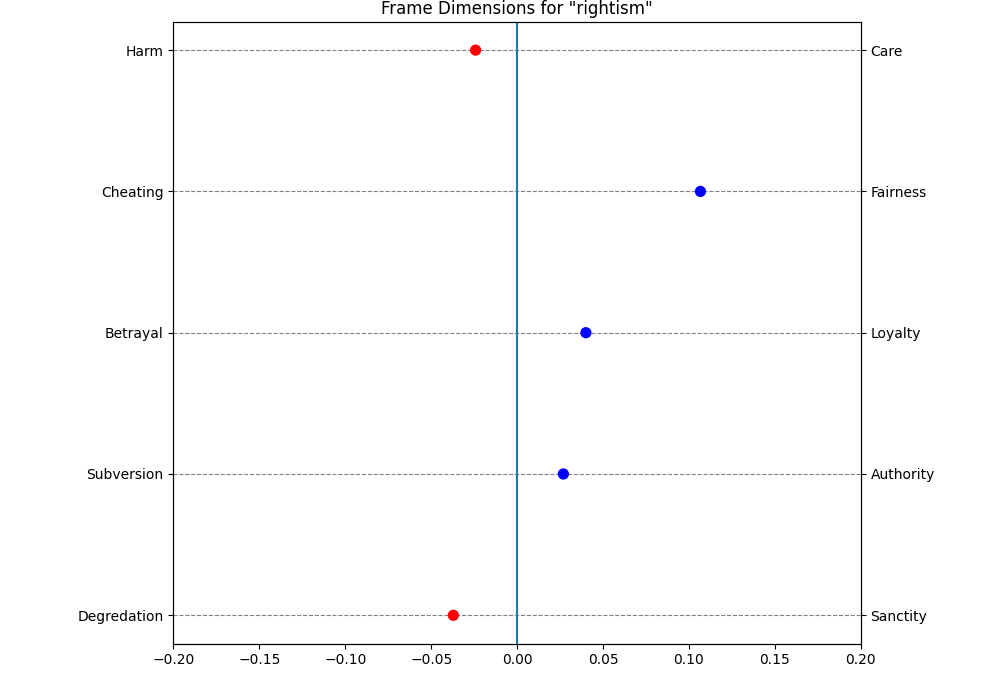 Frame Dimensions for "rightism"
Harm Care
Cheating Fairness
Betrayal Loyalty
Subversion Authority
Degredation Sanctity
−0.20 −0.15 −0.10 −0.05 0.00 0.05 0.10 0.15 0.20